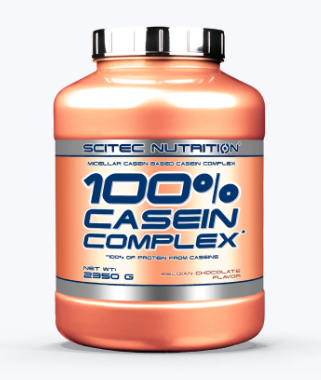 SCITEC NUTRITION
MICELLAR CASEIN BASED CASEIN COMPLEX
100%
CASEIN
COMPLEX*
*100% OF PROTEIN FROM CASEINS
NET WT:
2350 G
BELGIAN CHOCOLATE
FLAVOR